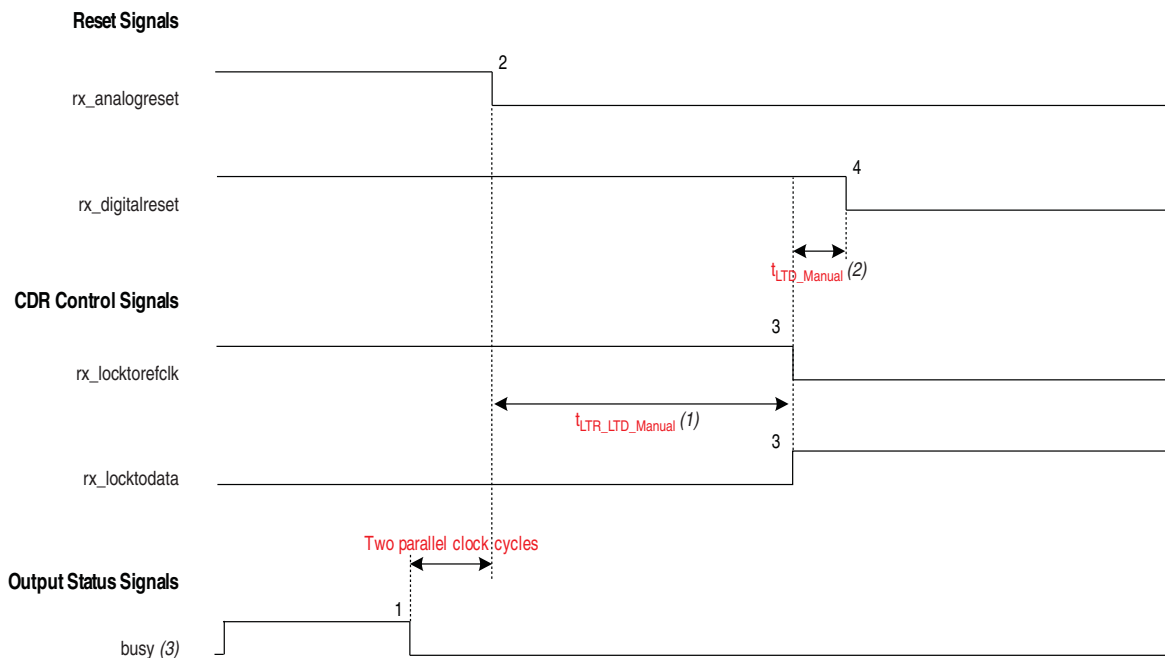 Reset Signals
2
rx_analogreset
4
rx_digitalreset
tLTD_Manual (2)
CDR Control Signals
3
rx_locktorefclk
tLTR_LTD_Manual (1)
3
rx_locktodata
Two parallel clock cycles
Output Status Signals
1
busy (3)